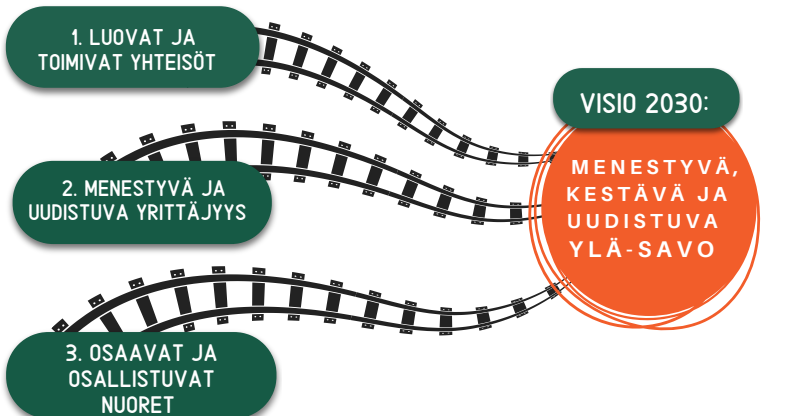 1. LUOVAT JA
TOIMIVAT YHTEISÖT
2. MENESTYVÄ JA
UUDISTUVA YRITTÄJYYS
3. OSAAVAT JA
OSALLISTUVAT
NUORET
VISIO 2030:
MENESTYVÄ,
KESTÄVÄ JA
UUDISTUVA
YLÄ-SAVO